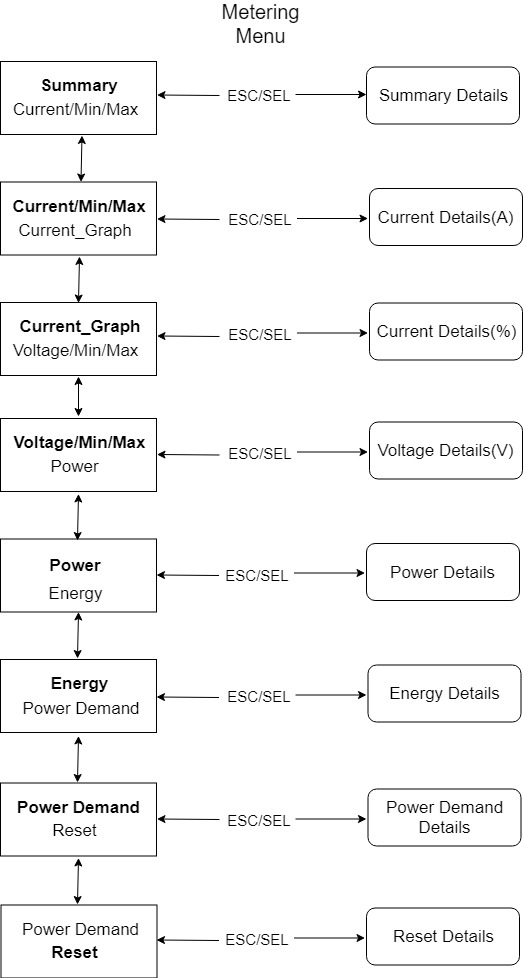 Metering
Menu
Summary
Current/Min/Max
ESC/SEL
Summary Details
Current/Min/Max
Current_Graph
ESC/SEL
Current Details(A)
Current_Graph
Voltage/Min/Max
ESC/SEL
Current Details(%)
Voltage/Min/Max
Power
ESC/SEL
Voltage Details(V)
Power
Energy
ESC/SEL
Power Details
Energy
Power Demand
ESC/SEL
Energy Details
Power Demand
Reset
ESC/SEL
Power Demand
Details
Power Demand
Reset
ESC/SEL
Reset Details